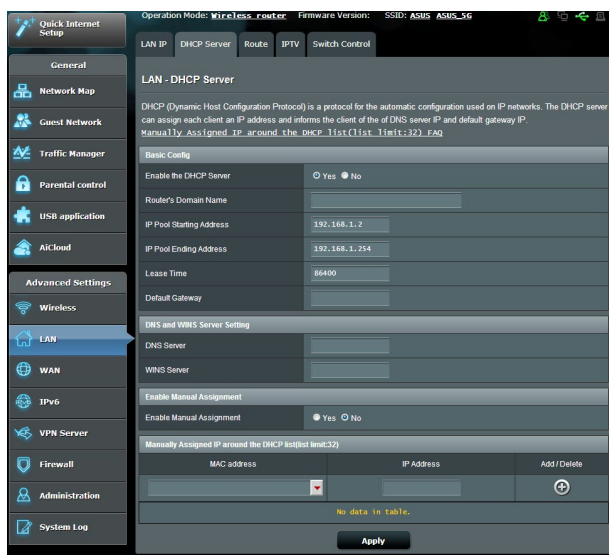 Quick Internet
Setup
General
Network Map
Guest Network
Traffic Manager
Parental control
USB application
AiCloud
Advanced Settings
Wireless
LAN
WAN
IPv6
VPN Server
Firewall
Administration
System Log
Operation Mode: Wireless router Firmware Version: SSID: ASUS ASUS_5G
LAN IP DHCP Server Route IPTV Switch Control
LAN - DHCP Server
DHCP (Dynamic Host Configuration Protocol) is a protocol for the automatic configuration used on IP networks. The DHCP server
can assign each client an IP address and informs the client of the of DNS server IP and default gateway IP.
Manually Assigned IP around the DHCP list(list limit:32) FAQ
Basic Config
Enable the DHCP Server Yes No
Router's Domain Name
IP Pool Starting Address 192.168.1.2
IP Pool Ending Address 192.168.1.254
Lease Time 86400
Default Gateway
DNS and WINS Server Setting
DNS Server
WINS Server
Enable Manual Assignment
Enable Manual Assignment Yes No
Manually Assigned IP around the DHCP list(list limit:32)
MAC address IP Address Add / Delete
No data in table.
Apply